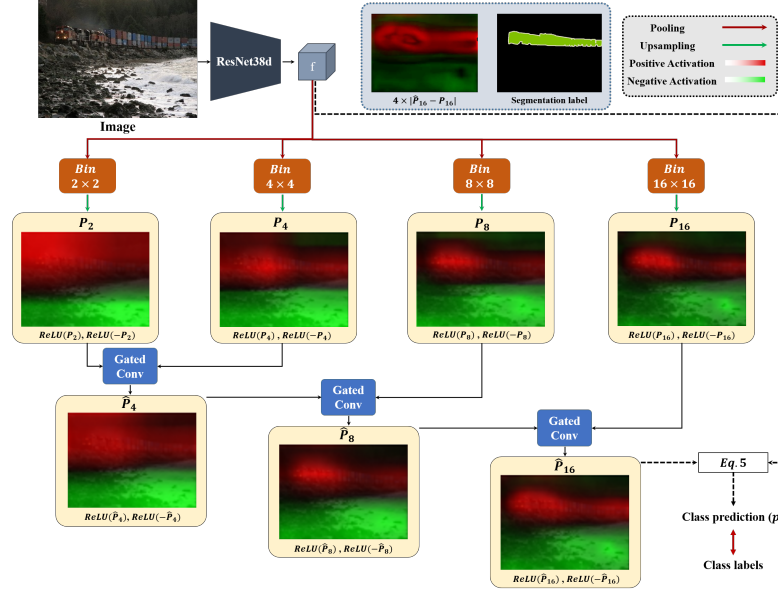 ResNet38d
f
Image
4 × |P̂₁₆ − P₁₆|
Segmentation label
Pooling
Upsampling
Positive Activation
Negative Activation
Bin
2 × 2
Bin
4 × 4
Bin
8 × 8
Bin
16 × 16
P₂
P₄
P₈
P₁₆
ReLU(P₂), ReLU(−P₂)
ReLU(P₄) , ReLU(−P₄)
ReLU(P₈) , ReLU(−P₈)
ReLU(P₁₆) , ReLU(−P₁₆)
Gated
Conv
Gated
Conv
Gated
Conv
P̂₄
P̂₈
P̂₁₆
ReLU(P̂₄), ReLU(−P̂₄)
ReLU(P̂₈) , ReLU(−P̂₈)
ReLU(P̂₁₆) , ReLU(−P̂₁₆)
Eq. 5
Class prediction (p
Class labels